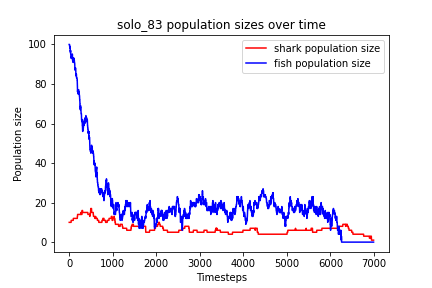 solo_83 population sizes over time
shark population size
fish population size
Population size
100
80
60
40
20
0
0 1000 2000 3000 4000 5000 6000 7000
Timesteps